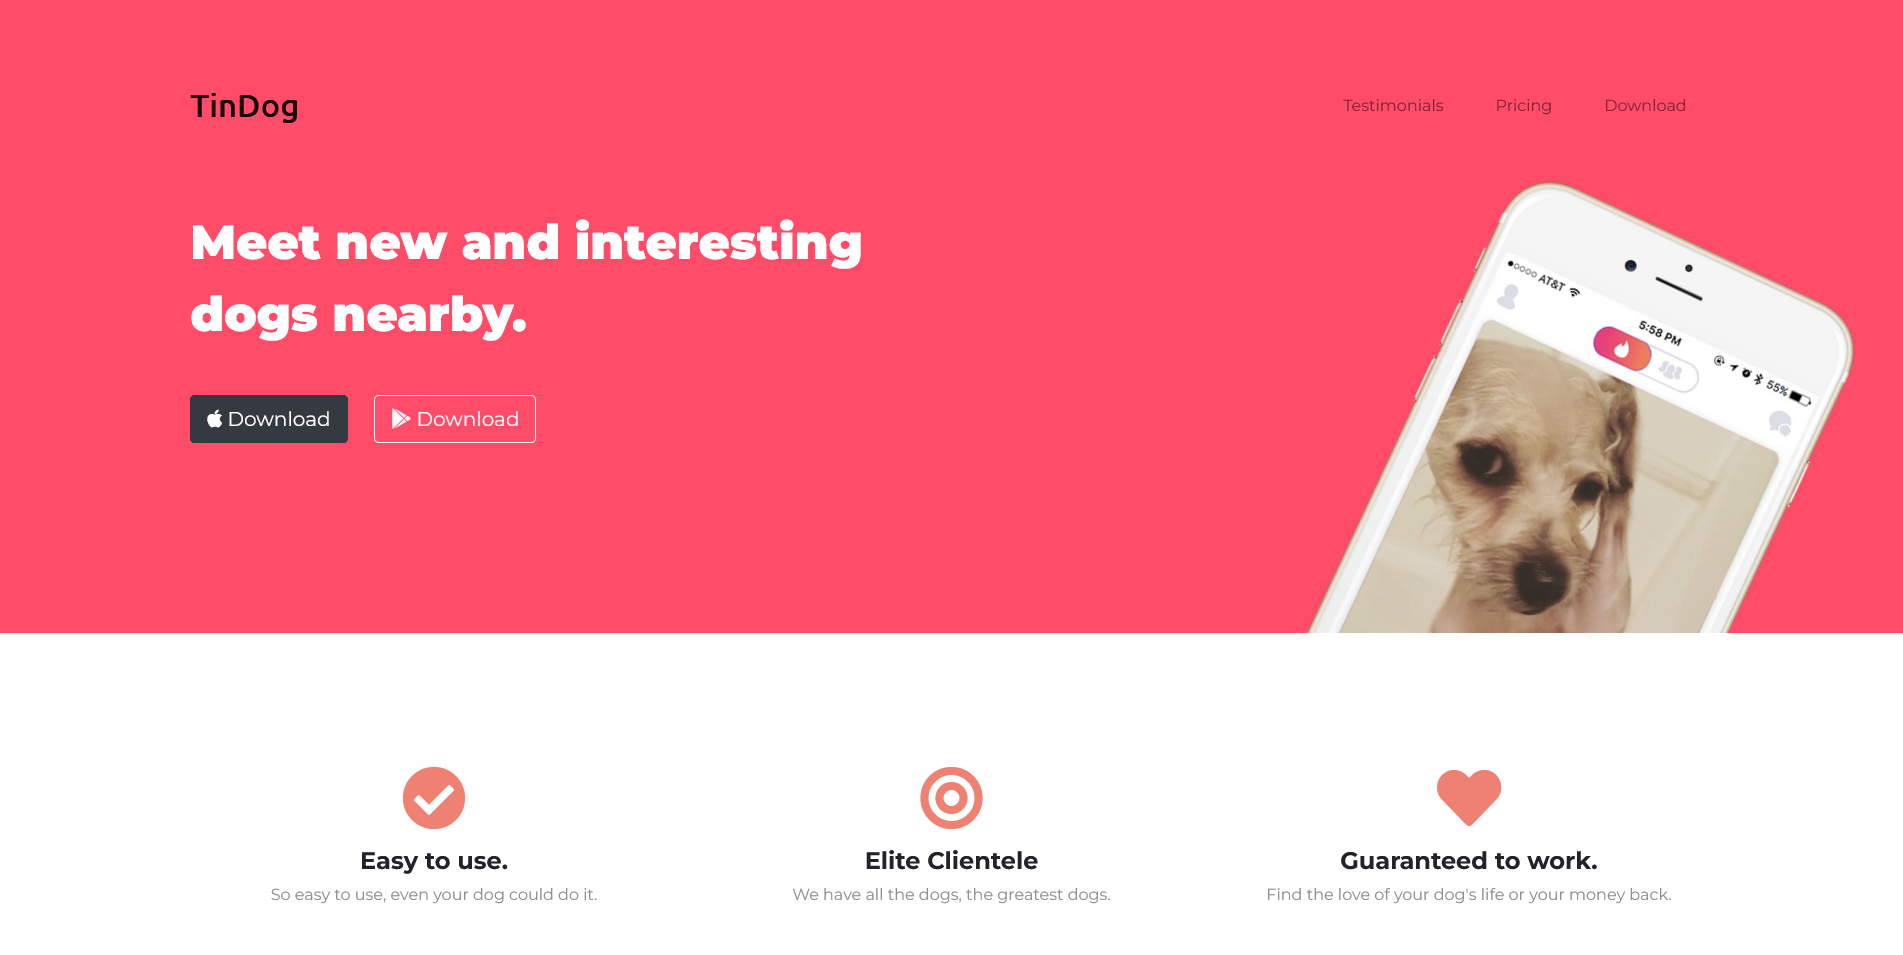 TinDog
Testimonials
Pricing
Download
Meet new and interesting
dogs nearby.
Download
Download
AT&T
5:58 PM
55%
Easy to use.
So easy to use, even your dog could do it.
Elite Clientele
We have all the dogs, the greatest dogs.
Guaranteed to work.
Find the love of your dog's life or your money back.